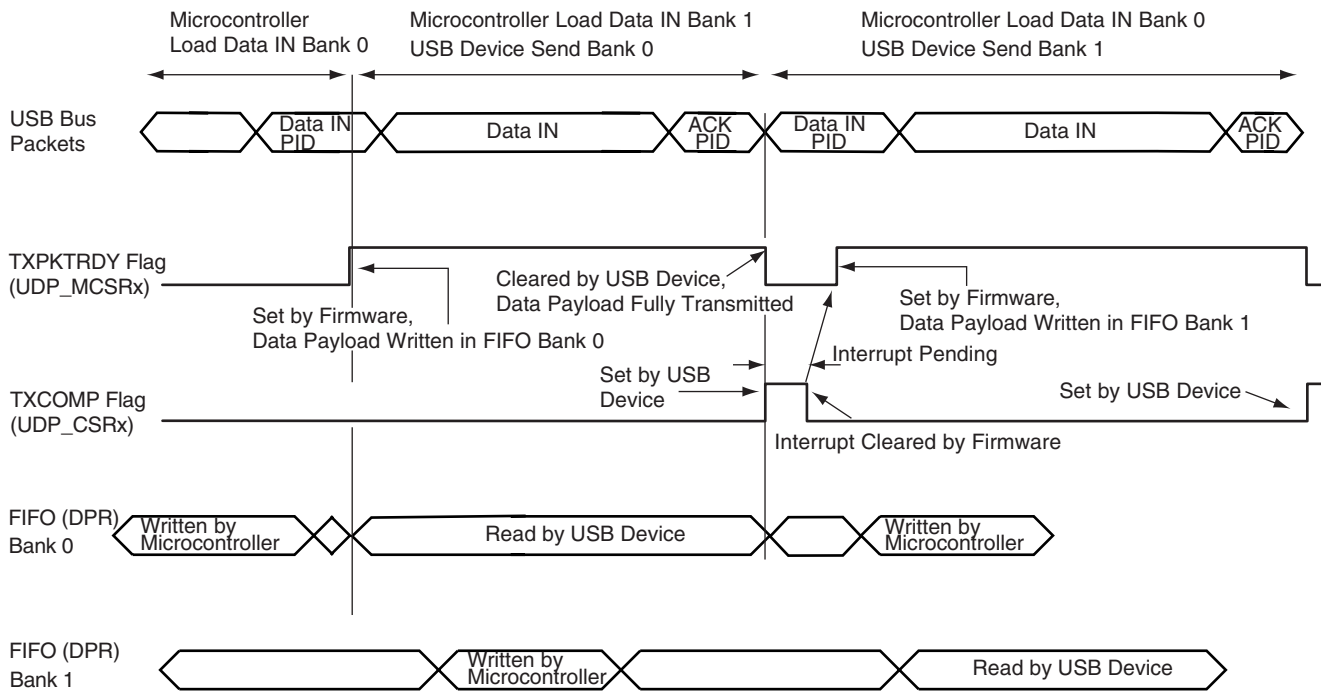 Microcontroller
Load Data IN Bank 0
Microcontroller Load Data IN Bank 1
USB Device Send Bank 0
Microcontroller Load Data IN Bank 0
USB Device Send Bank 1
USB Bus
Packets
Data IN
PID
Data IN
ACK
PID
Data IN
PID
Data IN
ACK
PID
TXPKTRDY Flag
(UDP_MCSRx)
Set by Firmware,
Data Payload Written in FIFO Bank 0
Cleared by USB Device,
Data Payload Fully Transmitted
Set by Firmware,
Data Payload Written in FIFO Bank 1
Interrupt Pending
TXCOMP Flag
(UDP_CSRx)
Set by USB
Device
Set by USB Device
Interrupt Cleared by Firmware
FIFO (DPR)
Bank 0
Written by
Microcontroller
Read by USB Device
Written by
Microcontroller
FIFO (DPR)
Bank 1
Written by
Microcontroller
Read by USB Device